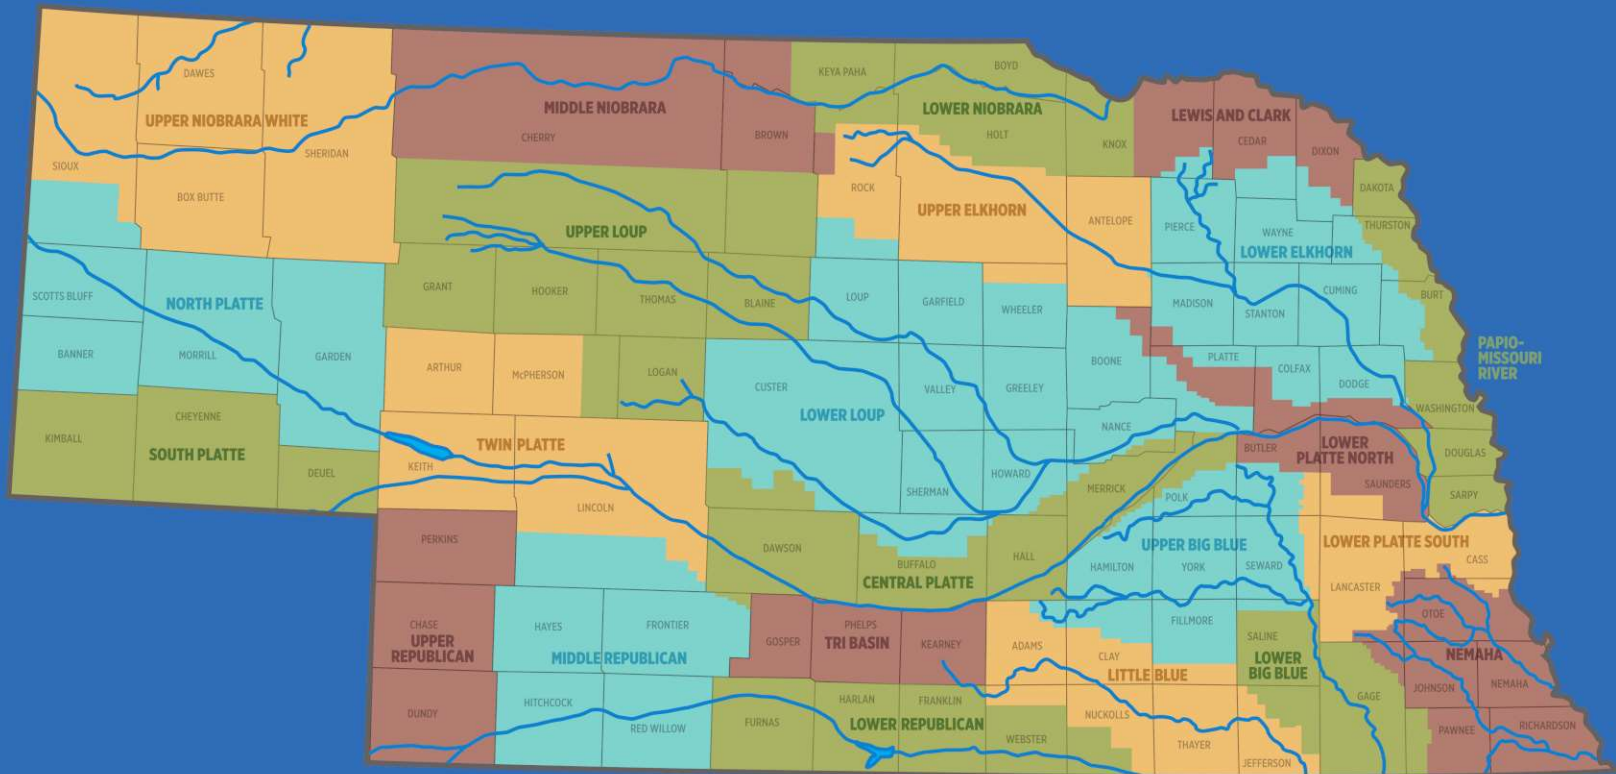 DAWES
UPPER NIOBRARA WHITE
SHERIDAN
SIOUX
BOX BUTTE
MIDDLE NIOBRARA
CHERRY
BROWN
KEYA PAHA
BOYD
LOWER NIOBRARA
HOLT
KNOX
LEWIS AND CLARK
CEDAR
DIXON
DAKOTA
THURSTON
ROCK
UPPER ELKHORN
ANTELOPE
PIERCE
WAYNE
LOWER ELKHORN
UPPER LOUP
GRANT
HOOKER
THOMAS
BLAINE
LOUP
GARFIELD
WHEELER
MADISON
STANTON
CUMING
BURT
SCOTTS BLUFF
NORTH PLATTE
BANNER
MORRILL
GARDEN
ARTHUR
McPHERSON
LOGAN
CUSTER
LOWER LOUP
VALLEY
GREELEY
BOONE
PLATTE
COLFAX
DODGE
PAPIO-
MISSOURI
RIVER
WASHINGTON
KIMBALL
CHEYENNE
SOUTH PLATTE
DEUEL
TWIN PLATTE
KEITH
LINCOLN
SHERMAN
HOWARD
NANCE
MERRICK
POLK
BUTLER
LOWER
PLATTE NORTH
SAUNDERS
DOUGLAS
SARPY
PERKINS
DAWSON
BUFFALO
CENTRAL PLATTE
HALL
UPPER BIG BLUE
HAMILTON
YORK
SEWARD
LOWER PLATTE SOUTH
CASS
LANCASTER
CHASE
UPPER
REPUBLICAN
HAYES
FRONTIER
MIDDLE REPUBLICAN
GOSPER
PHELPS
TRI BASIN
KEARNEY
ADAMS
CLAY
LITTLE BLUE
FILLMORE
SALINE
LOWER
BIG BLUE
OTOE
NEMAHA
JOHNSON
NEMAHA
DUNDY
HITCHCOCK
RED WILLOW
FURNAS
HARLAN
FRANKLIN
LOWER REPUBLICAN
WEBSTER
NUCKOLLS
THAYER
JEFFERSON
GAGE
PAWNEE
RICHARDSON